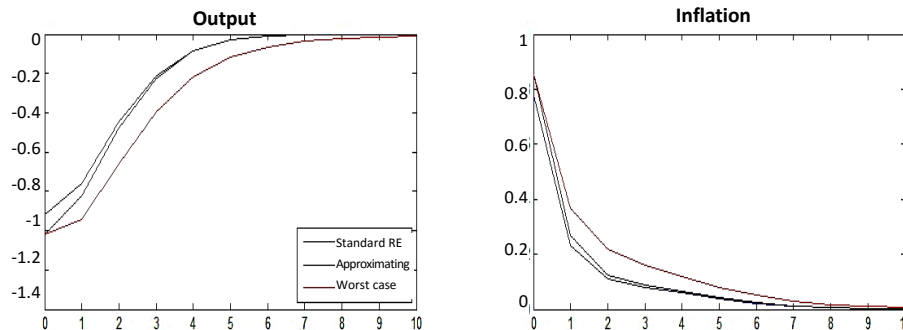 Output
0
-0.2
-0.4
-0.6
-0.8
-1
-1.2
-1.4
0 1 2 3 4 5 6 7 8 9 10
Standard RE
Approximating
Worst case
Inflation
1
0.8
0.6
0.4
0.2
0
0 1 2 3 4 5 6 7 8 9 1